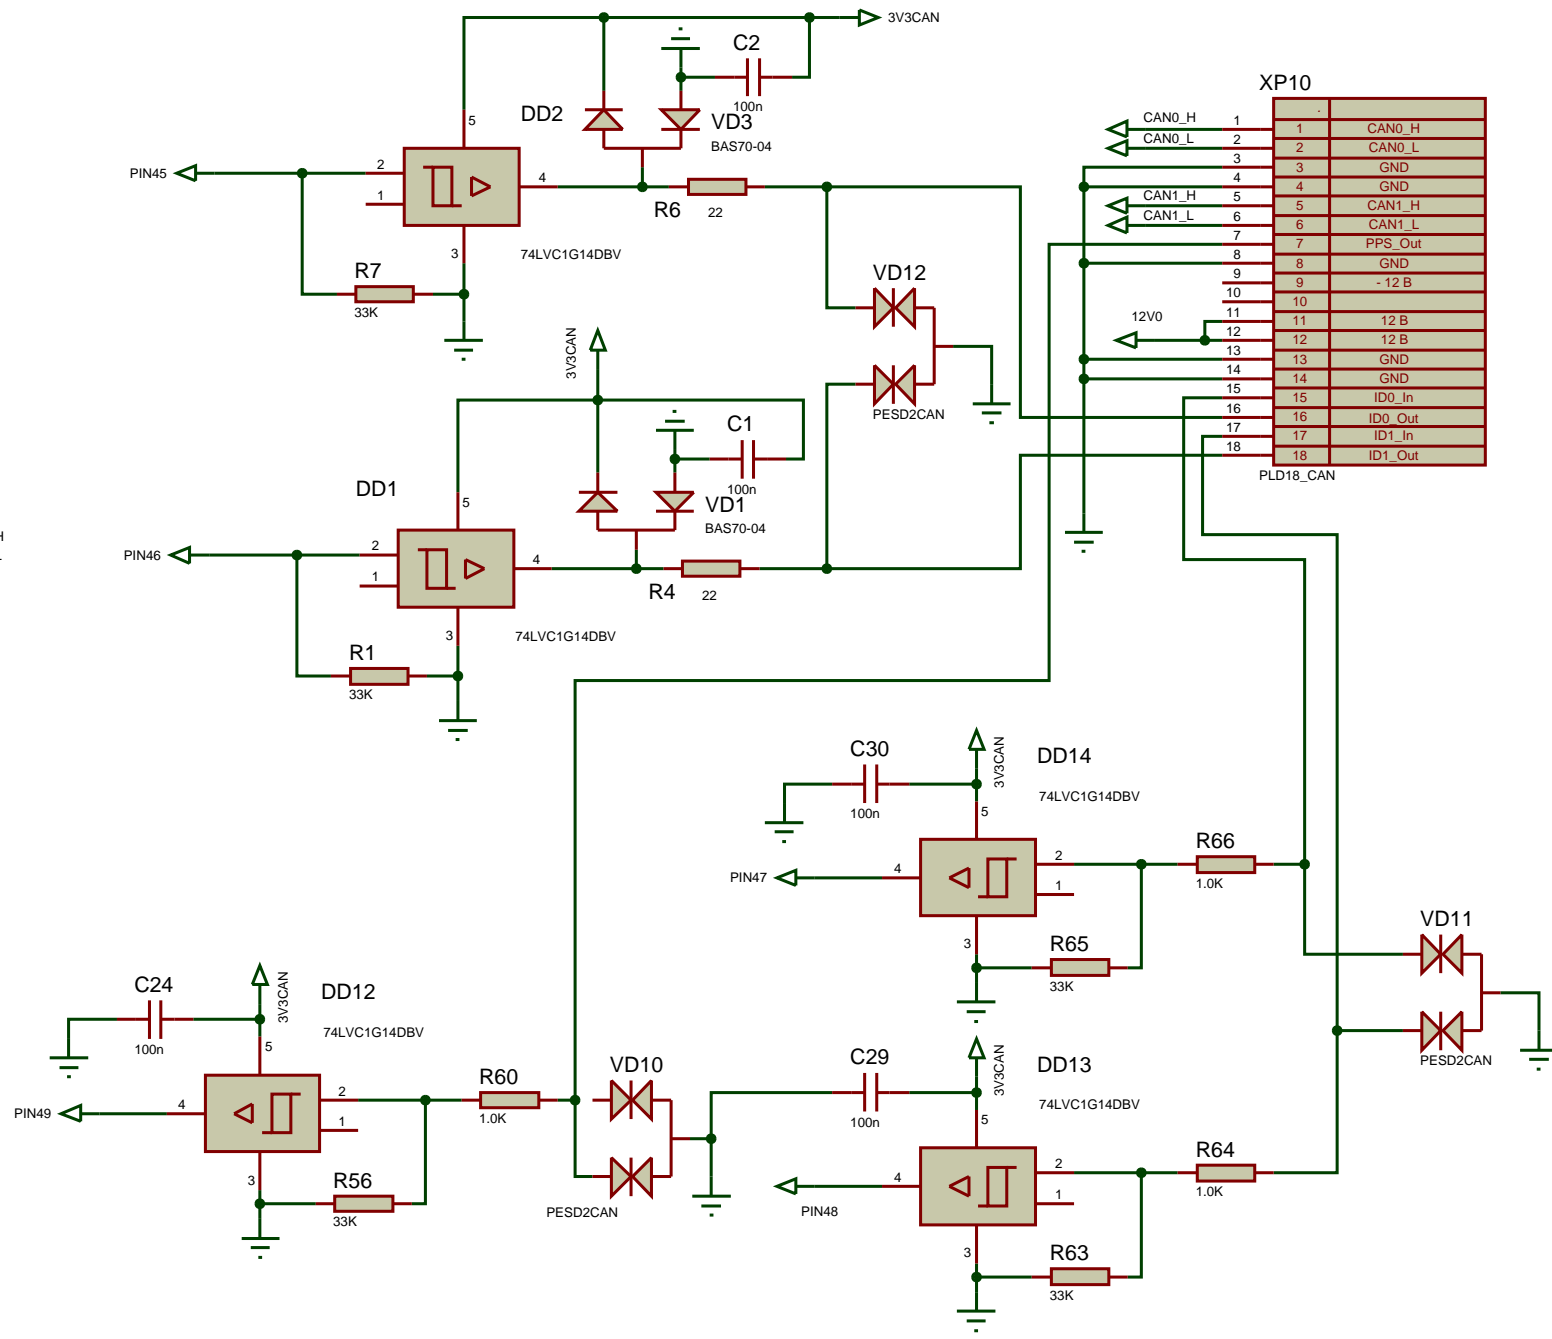 3V3CAN
C2
100n
DD2
VD3
BAS70-04
5
PIN45
2
1
4
3
R6
22
74LVC1G14DBV
R7
33K
VD12
PESD2CAN
XP10
.
CAN0_H
1
1
CAN0_H
CAN0_L
2
2
CAN0_L
3
3
GND
4
4
GND
CAN1_H
5
5
CAN1_H
CAN1_L
6
6
CAN1_L
7
7
PPS_Out
8
8
GND
9
9
- 12 B
10
10
12V0
11
11
12 B
12
12
12 B
13
13
GND
14
14
GND
15
15
ID0_In
16
16
ID0_Out
17
17
ID1_In
18
18
ID1_Out
PLD18_CAN
3V3CAN
C1
100n
DD1
VD1
BAS70-04
5
H
PIN46
2
1
4
3
R4
22
74LVC1G14DBV
R1
33K
C30
100n
3V3CAN
DD14
74LVC1G14DBV
5
PIN47
4
2
1
3
R66
1.0K
R65
33K
VD11
PESD2CAN
C24
100n
3V3CAN
DD12
74LVC1G14DBV
5
PIN49
4
2
1
3
R60
1.0K
R56
33K
VD10
PESD2CAN
C29
100n
3V3CAN
DD13
74LVC1G14DBV
5
PIN48
4
2
1
3
R64
1.0K
R63
33K